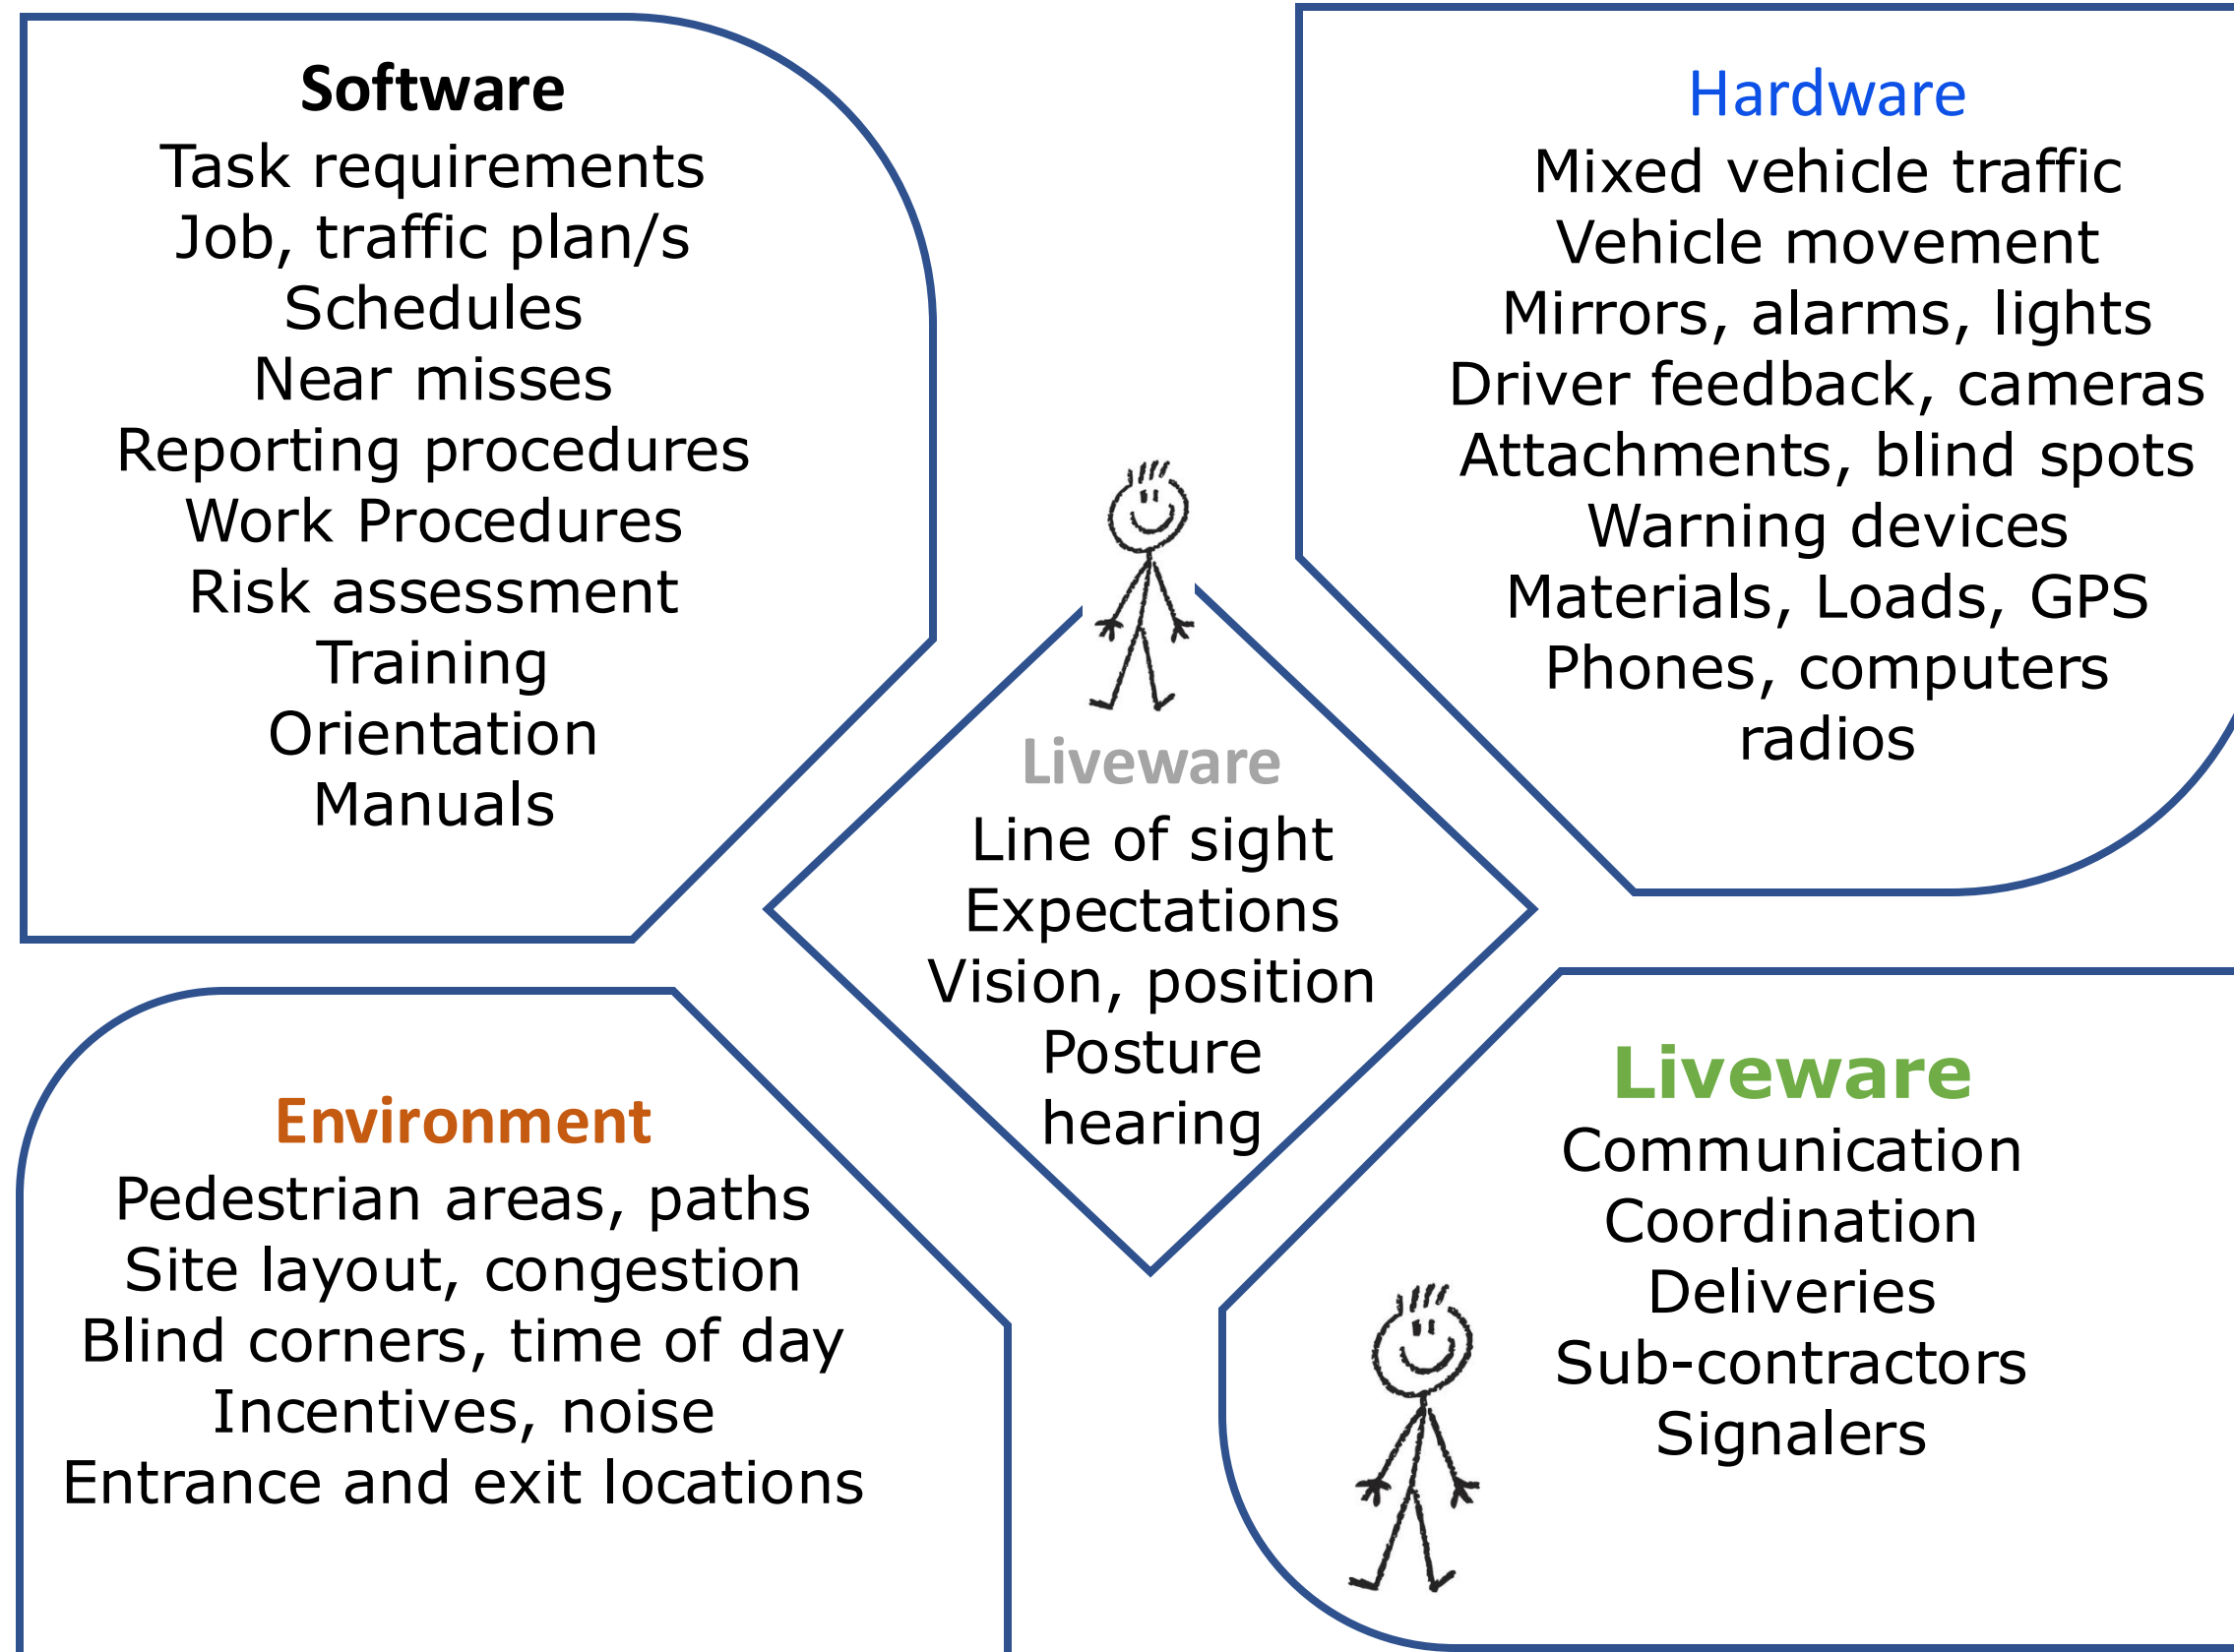 Software
Task requirements
Job, traffic plan/s
Schedules
Near misses
Reporting procedures
Work Procedures
Risk assessment
Training
Orientation
Manuals
Hardware
Mixed vehicle traffic
Vehicle movement
Mirrors, alarms, lights
Driver feedback, cameras
Attachments, blind spots
Warning devices
Materials, Loads, GPS
Phones, computers
radios
Liveware
Line of sight
Expectations
Vision, position
Posture
hearing
Environment
Pedestrian areas, paths
Site layout, congestion
Blind corners, time of day
Incentives, noise
Entrance and exit locations
Liveware
Communication
Coordination
Deliveries
Sub-contractors
Signalers